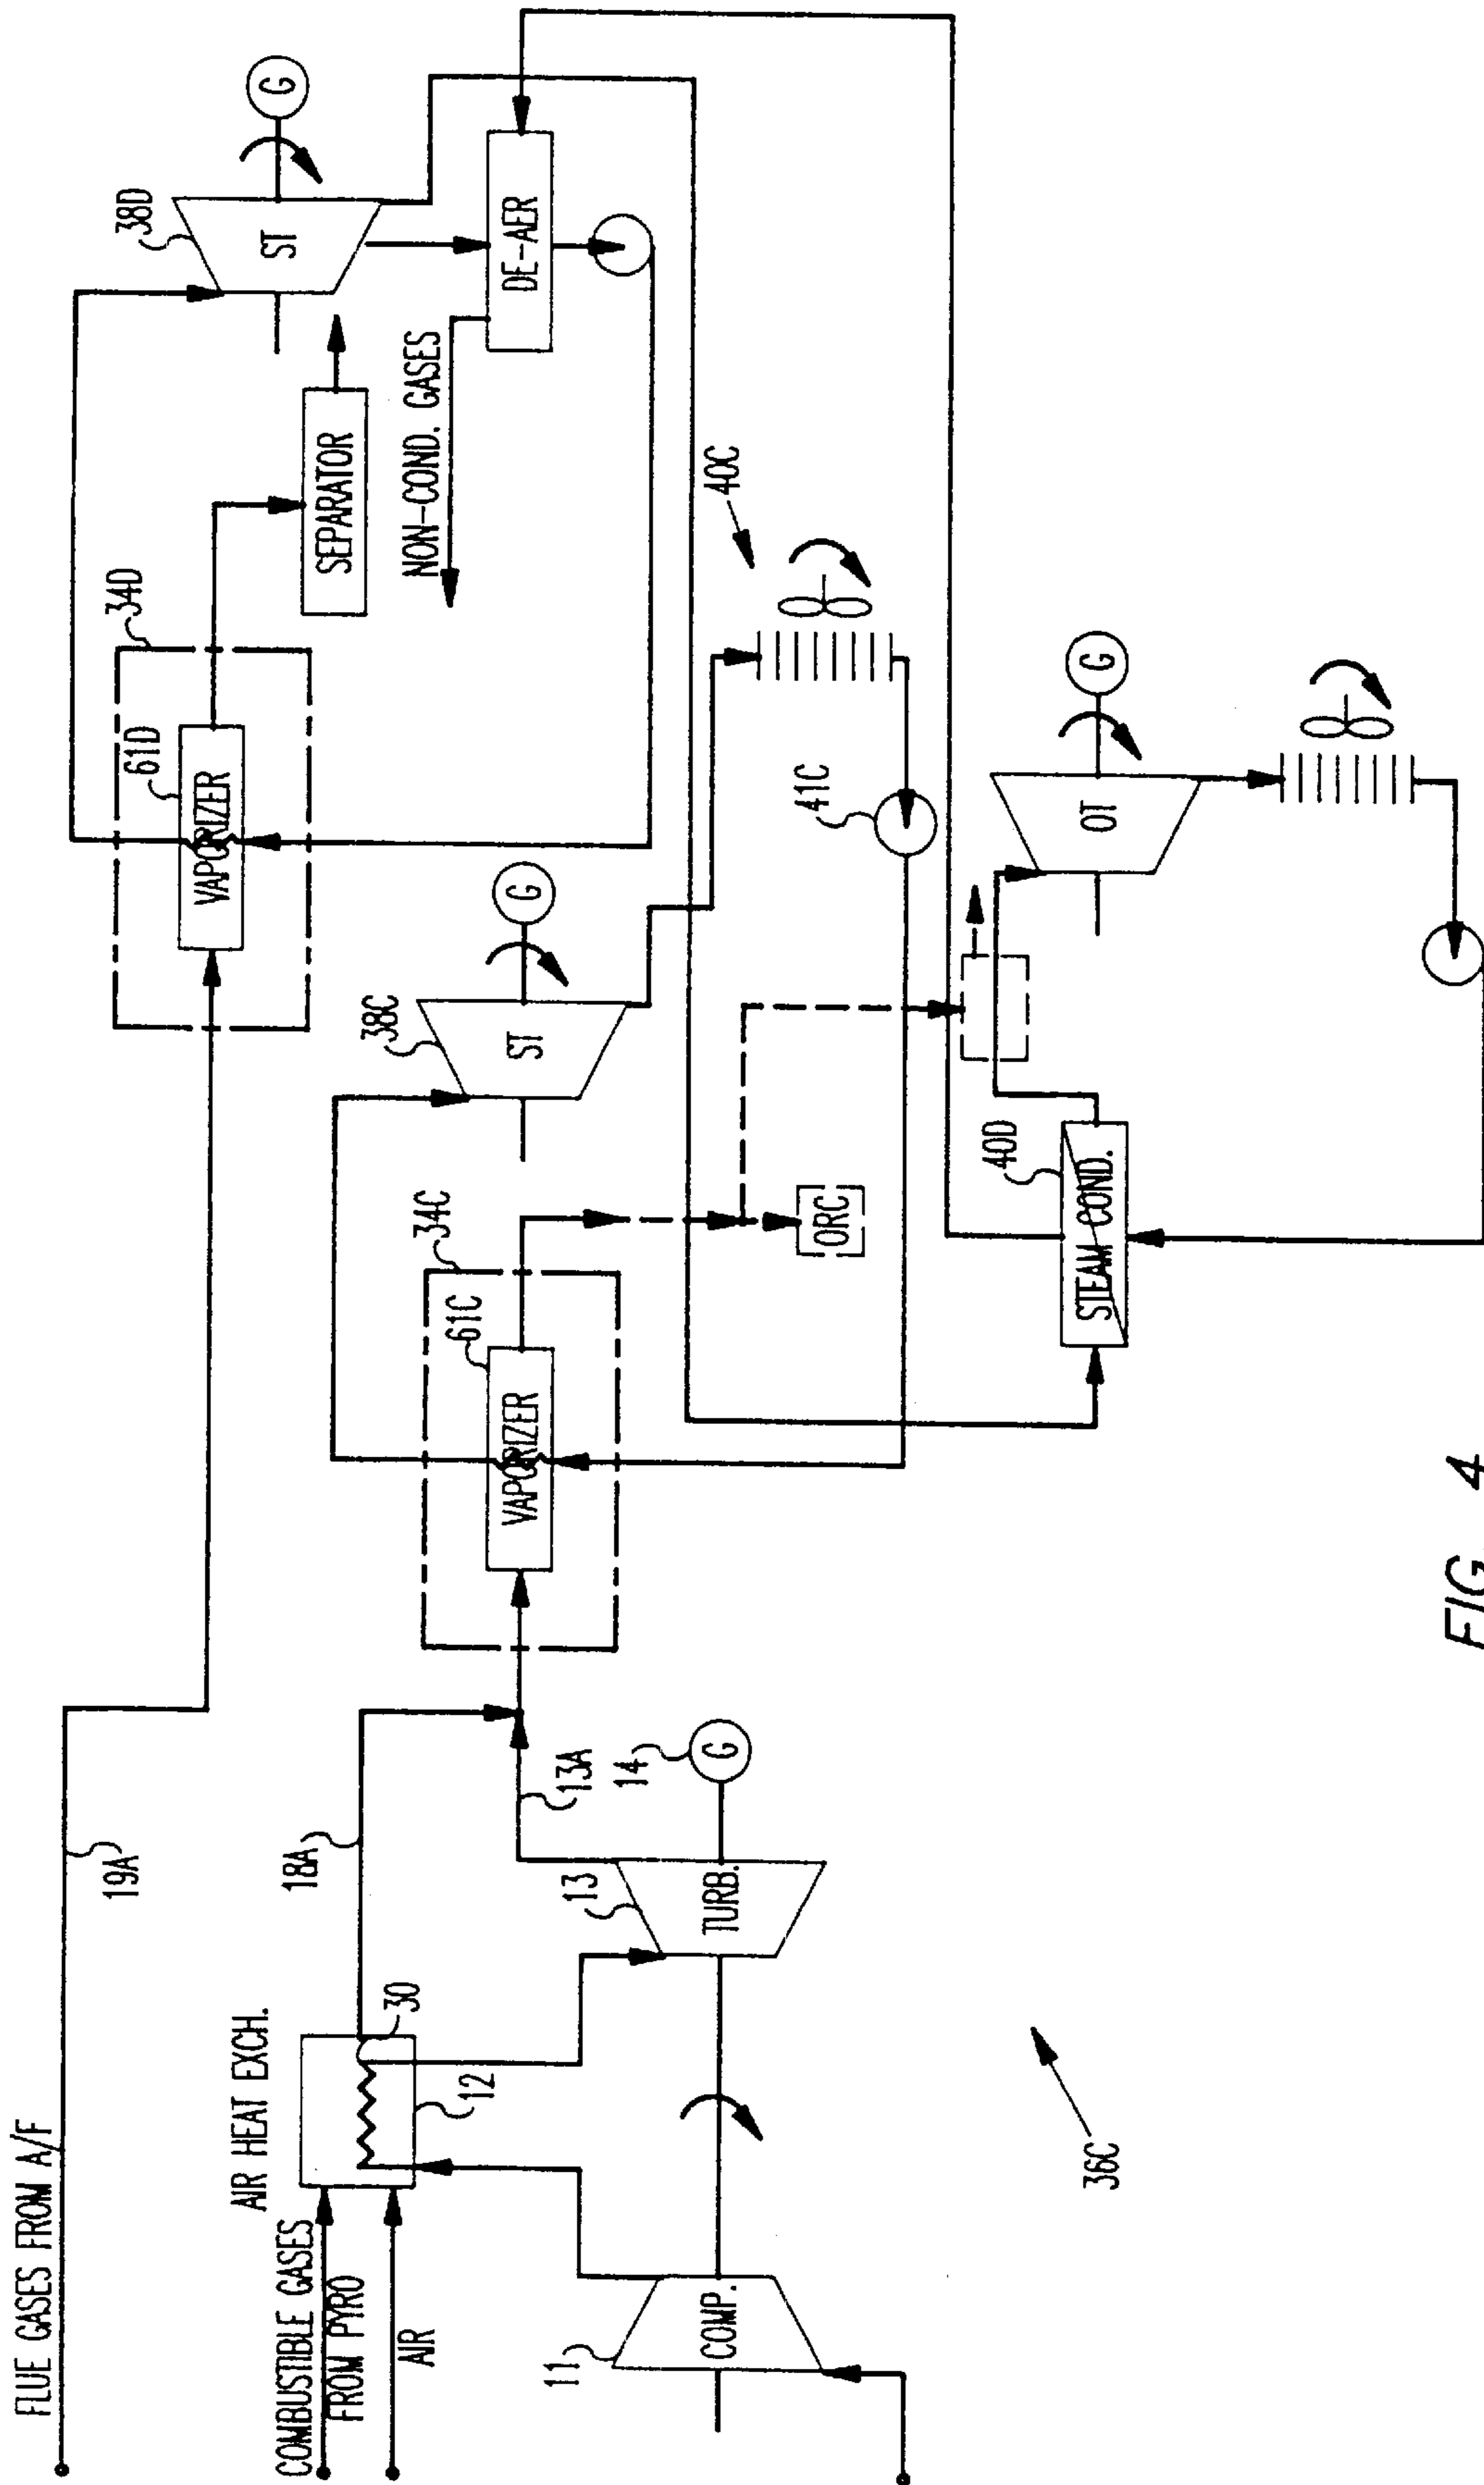 FLUE GASES FROM A/F
19A
COMBUSTIBLE GASES
FROM PYRO
AIR
AIR HEAT EXCH.
30
12
18A
11
COMP.
13
TURB.
13A
14
G
36C
34C
61C
VAPORIZER
38C
ST
G
ORC
34D
61D
VAPORIZER
SEPARATOR
NON-COND. GASES
38D
ST
G
DE-AER
40C
41C
40D
STEAM COND.
OT
G
FIG. 4